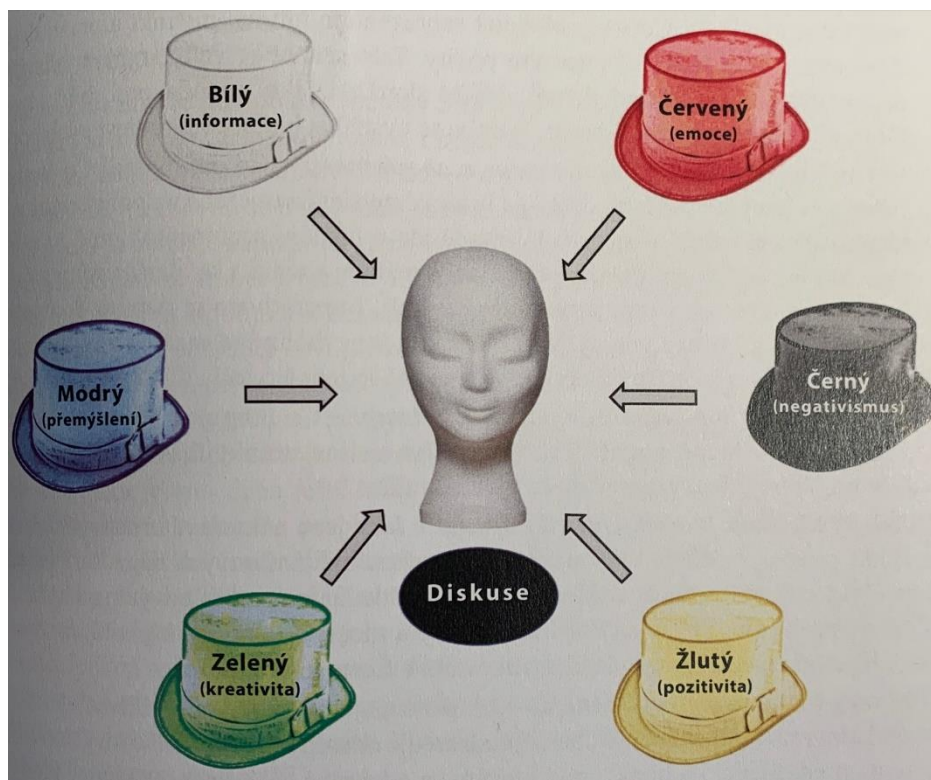 Bílý
(informace)
Červený
(emoce)
Modrý
(přemýšlení)
Černý
(negativismus)
Diskuse
Zelený
(kreativita)
Žlutý
(pozitivita)